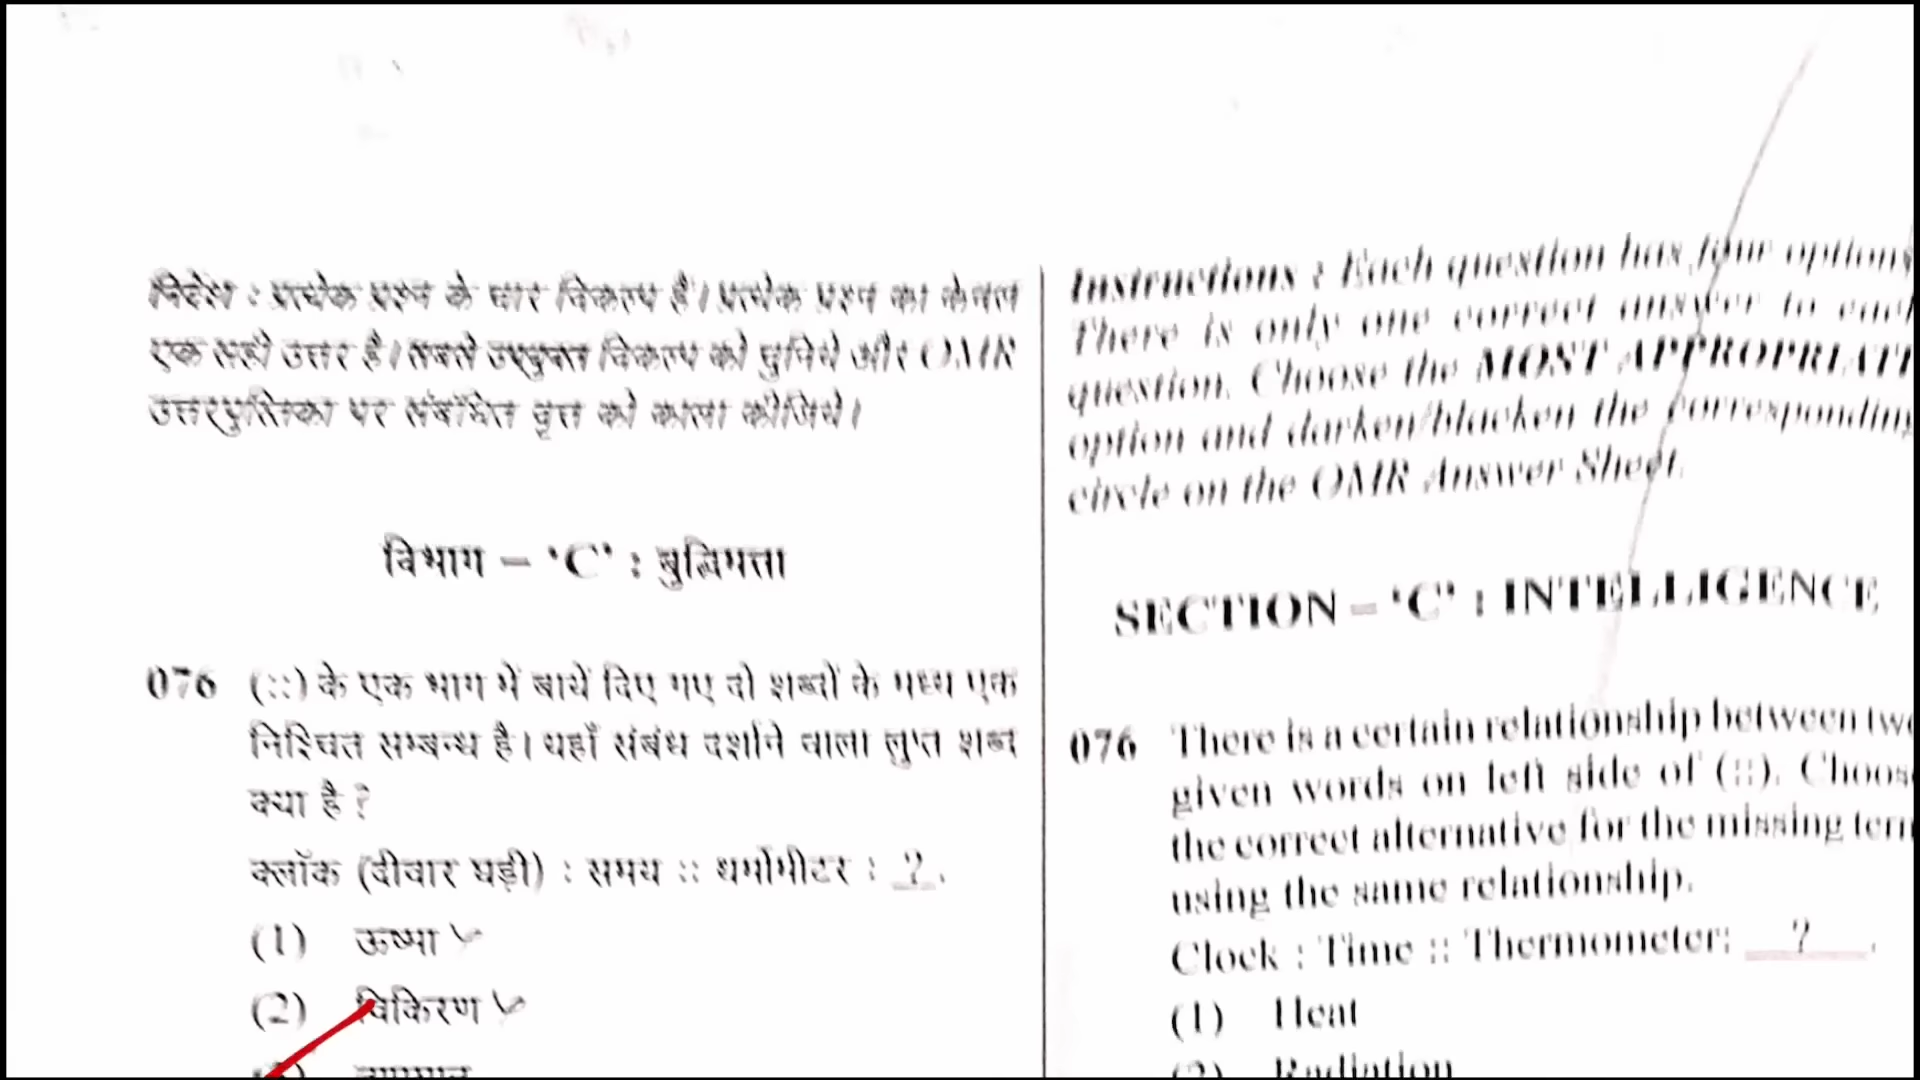 निर्देश : प्रत्येक प्रश्न के चार विकल्प हैं। प्रत्येक प्रश्न का केवल
एक सही उत्तर है। सबसे उपयुक्त विकल्प को चुनिये और OMR
उत्तरपुस्तिका पर संबंधित वृत्त को काला कीजिये।
विभाग – 'C' : बुद्धिमत्ता
076 (::) के एक भाग में बायें दिए गए दो शब्दों के मध्य एक
निश्चित सम्बन्ध है। यहाँ संबंध दर्शाने वाला लुप्त शब्द
क्या है ?
क्लॉक (दीवार घड़ी) : समय :: थर्मामीटर : ?.
(1) ऊष्मा
(2) विकिरण
(3) तापमान
Instructions : Each question has four options
There is only one correct answer to each
question. Choose the MOST APPROPRIAT
option and darken/blacken the corresponding
circle on the OMR Answer Sheet.
SECTION – 'C' : INTELLIGENCE
076 There is a certain relationship between two
given words on left side of (::). Choose
the correct alternative for the missing term
using the same relationship.
Clock : Time :: Thermometer: ? .
(1) Heat
(2) Radiation